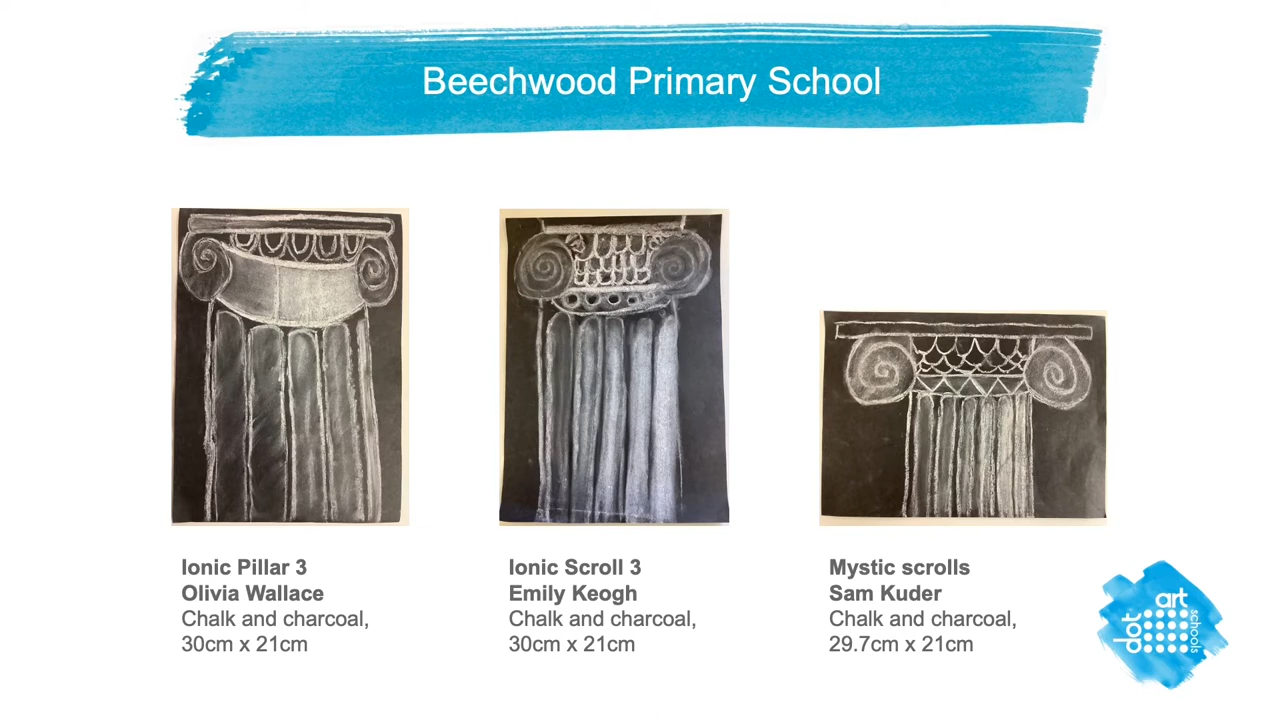 Beechwood Primary School
Ionic Pillar 3
Olivia Wallace
Chalk and charcoal,
30cm x 21cm
Ionic Scroll 3
Emily Keogh
Chalk and charcoal,
30cm x 21cm
Mystic scrolls
Sam Kuder
Chalk and charcoal,
29.7cm x 21cm
dot
art
schools